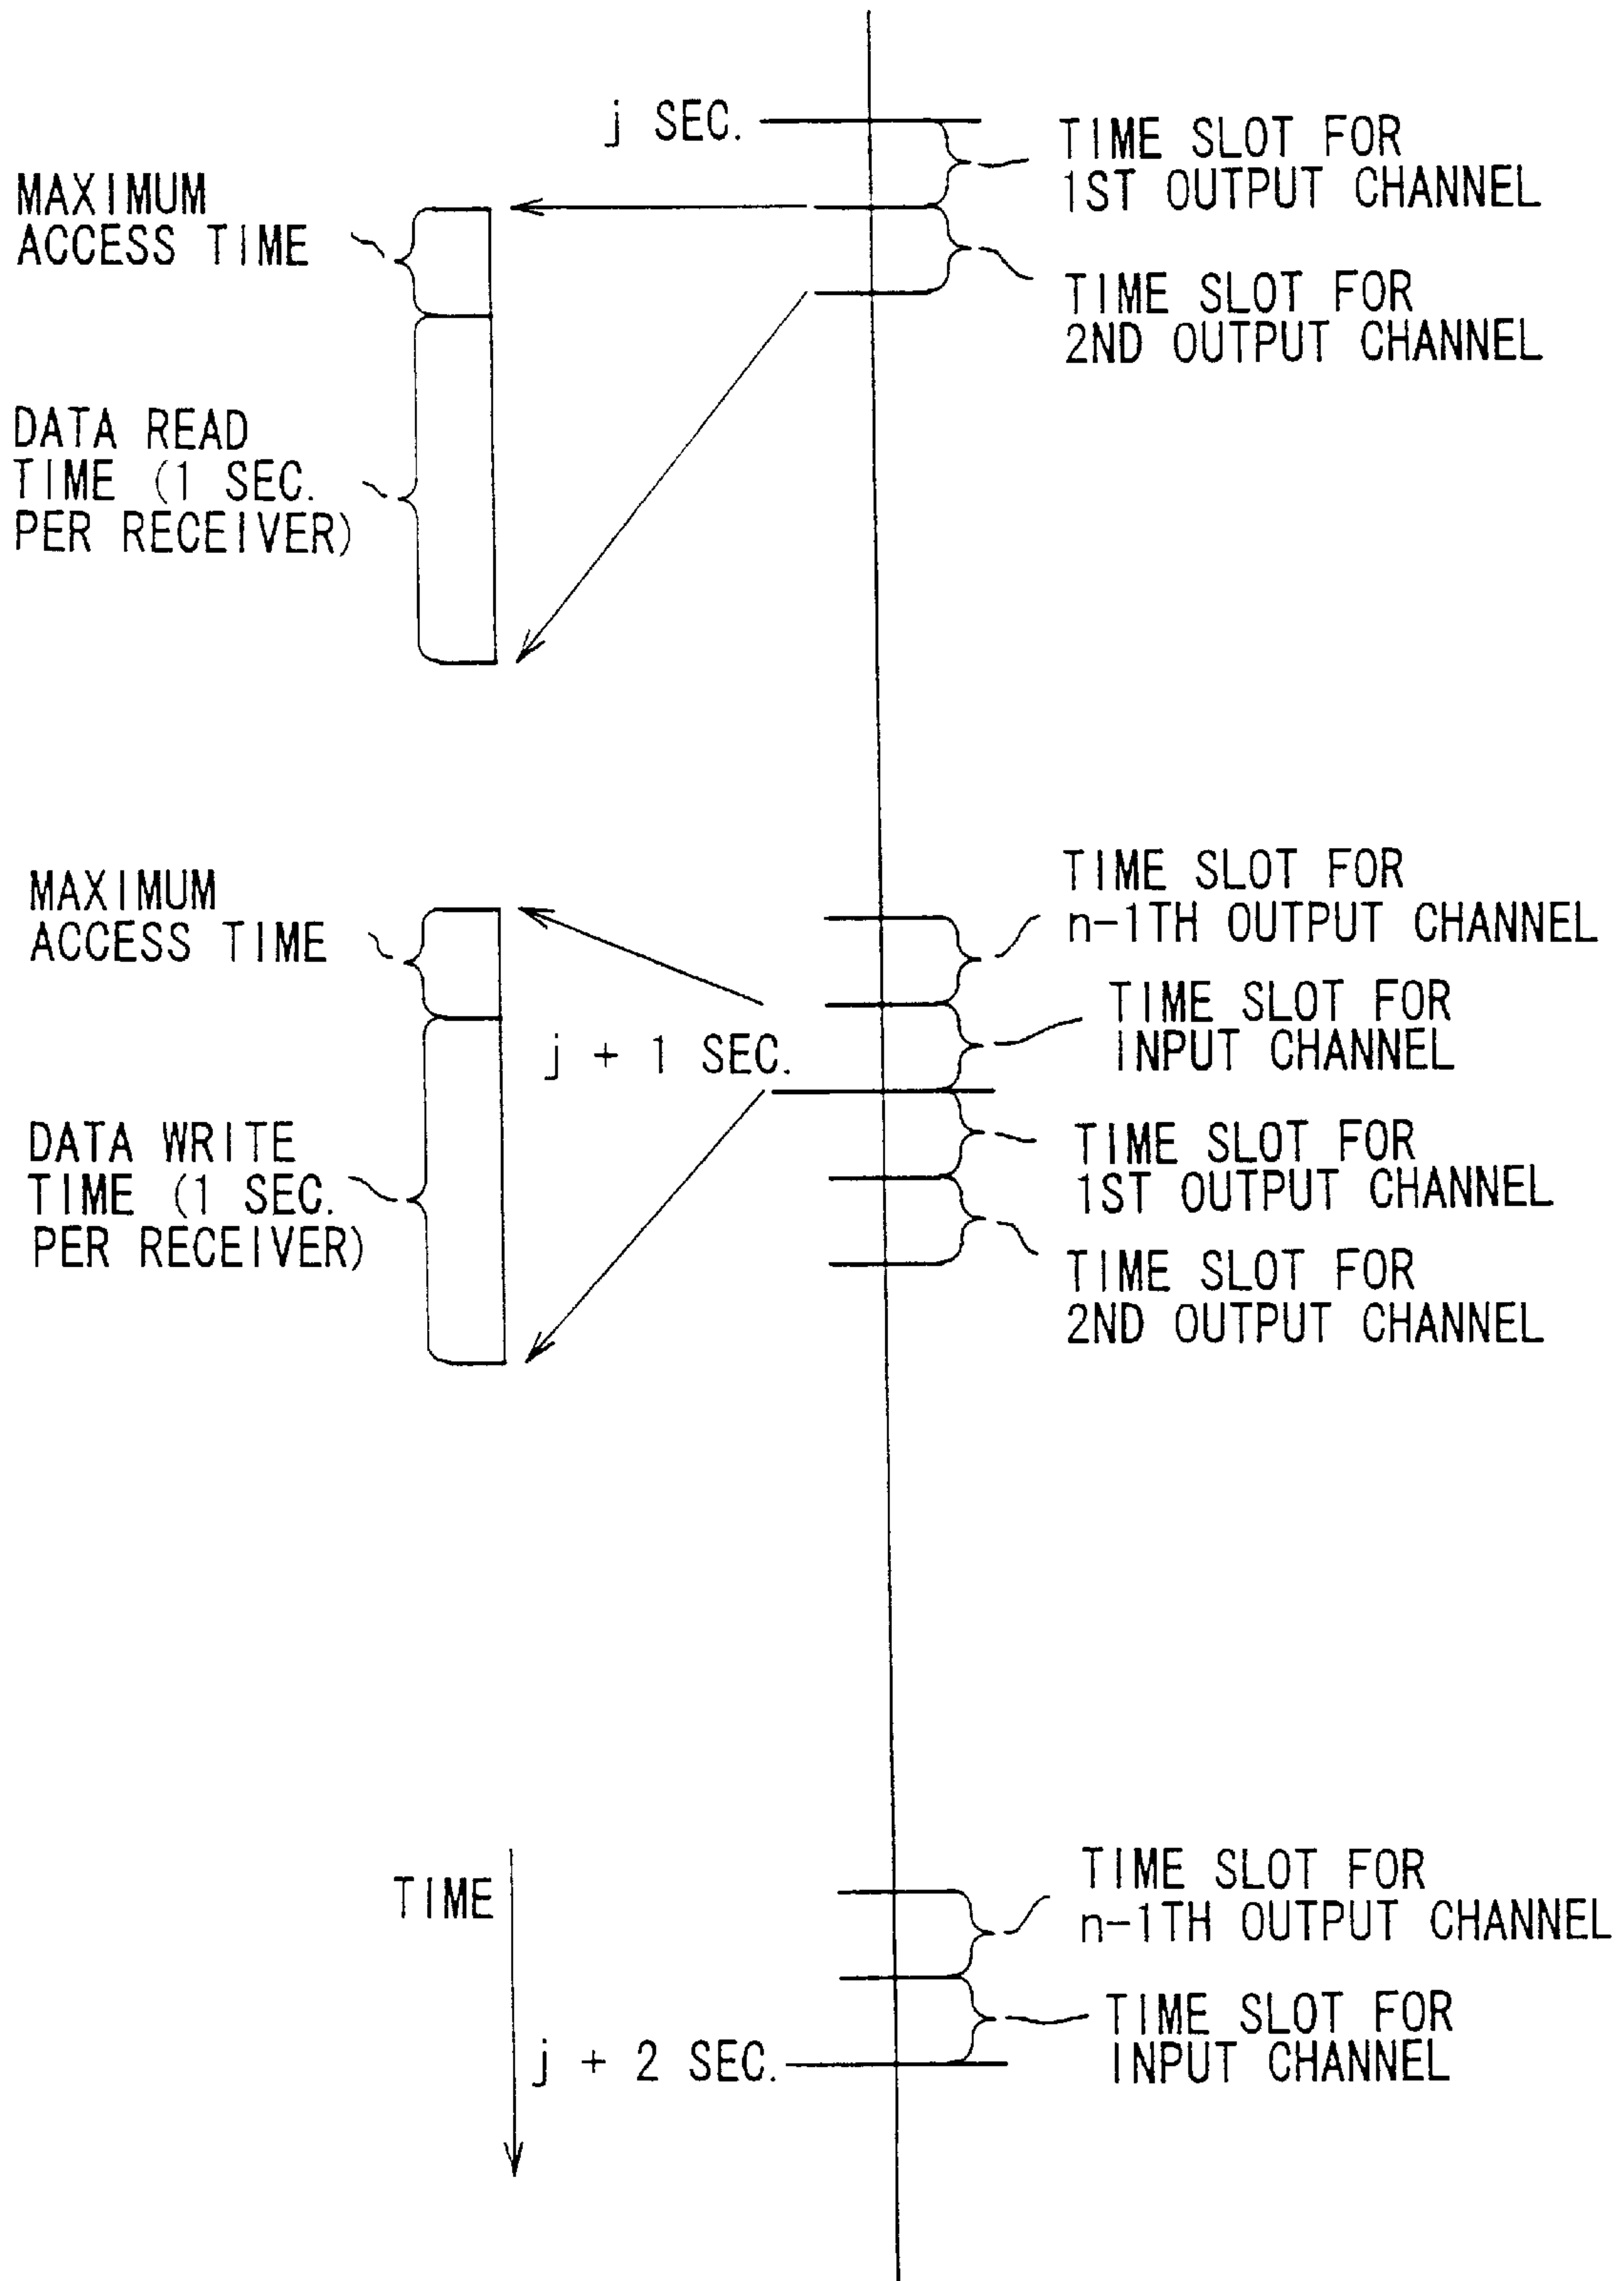 j SEC.
TIME SLOT FOR
1ST OUTPUT CHANNEL
MAXIMUM
ACCESS TIME
TIME SLOT FOR
2ND OUTPUT CHANNEL
DATA READ
TIME (1 SEC.
PER RECEIVER)
TIME SLOT FOR
n-1TH OUTPUT CHANNEL
MAXIMUM
ACCESS TIME
TIME SLOT FOR
INPUT CHANNEL
j + 1 SEC.
DATA WRITE
TIME (1 SEC.
PER RECEIVER)
TIME SLOT FOR
1ST OUTPUT CHANNEL
TIME SLOT FOR
2ND OUTPUT CHANNEL
TIME
TIME SLOT FOR
n-1TH OUTPUT CHANNEL
TIME SLOT FOR
INPUT CHANNEL
j + 2 SEC.